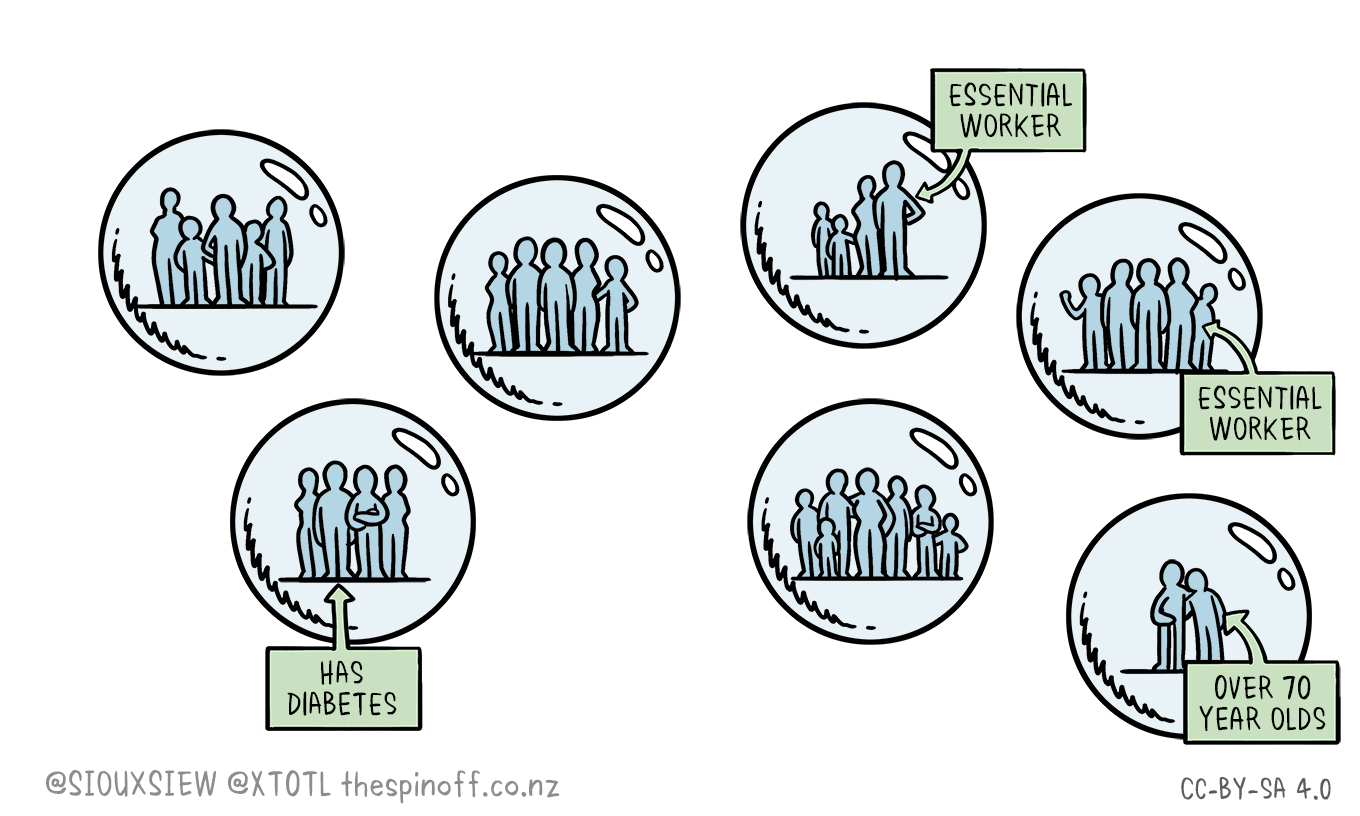 ESSENTIAL
WORKER
ESSENTIAL
WORKER
HAS
DIABETES
OVER 70
YEAR OLDS
@SIOUXSIEW @XTOTL thespinoff.co.nz
CC-BY-SA 4.0